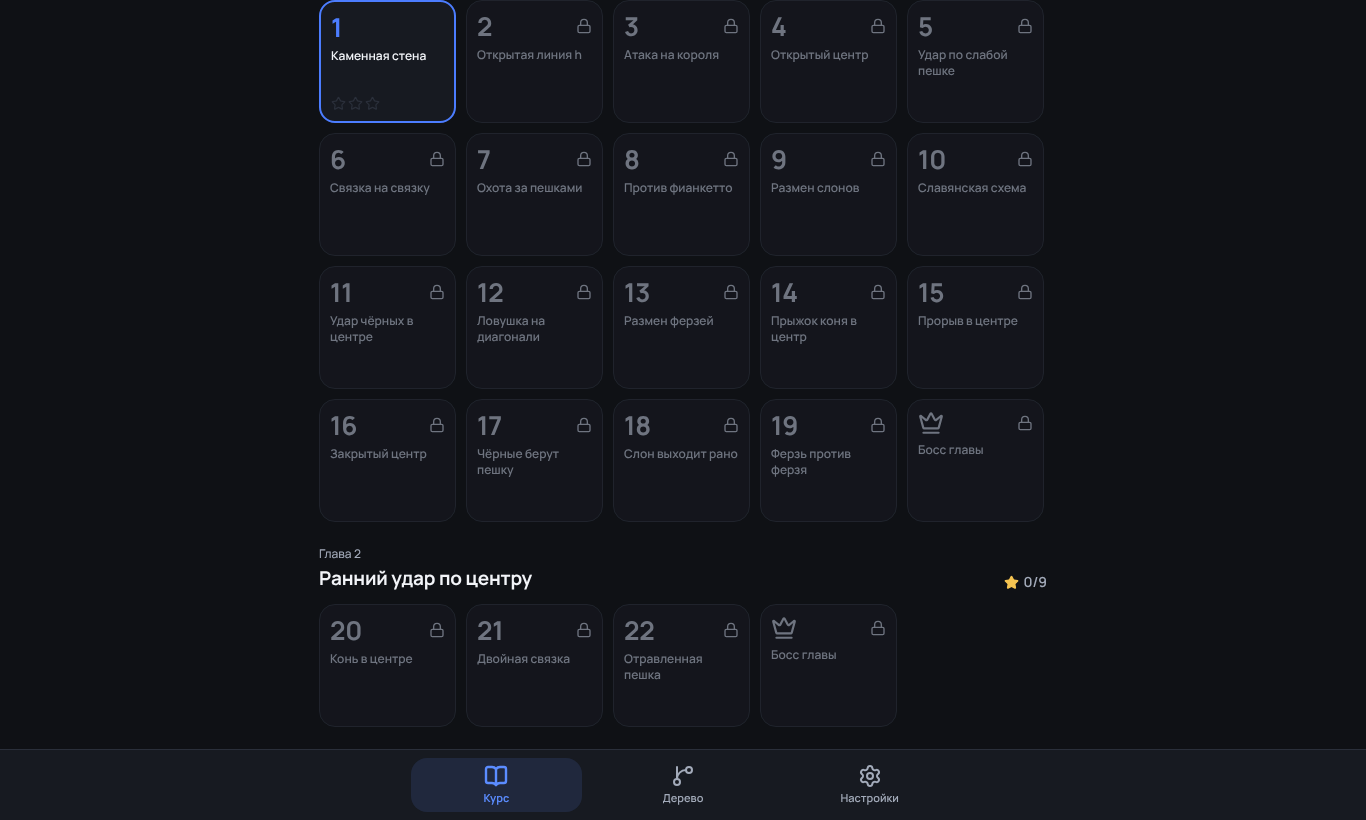 1
Каменная стена
2
Открытая линия h
3
Атака на короля
4
Открытый центр
5
Удар по слабой
пешке
6
Связка на связку
7
Охота за пешками
8
Против фианкетто
9
Размен слонов
10
Славянская схема
11
Удар чёрных в
центре
12
Ловушка на
диагонали
13
Размен ферзей
14
Прыжок коня в
центр
15
Прорыв в центре
16
Закрытый центр
17
Чёрные берут
пешку
18
Слон выходит рано
19
Ферзь против
ферзя
Босс главы
Глава 2
Ранний удар по центру
0/9
20
Конь в центре
21
Двойная связка
22
Отравленная
пешка
Босс главы
Курс
Дерево
Настройки